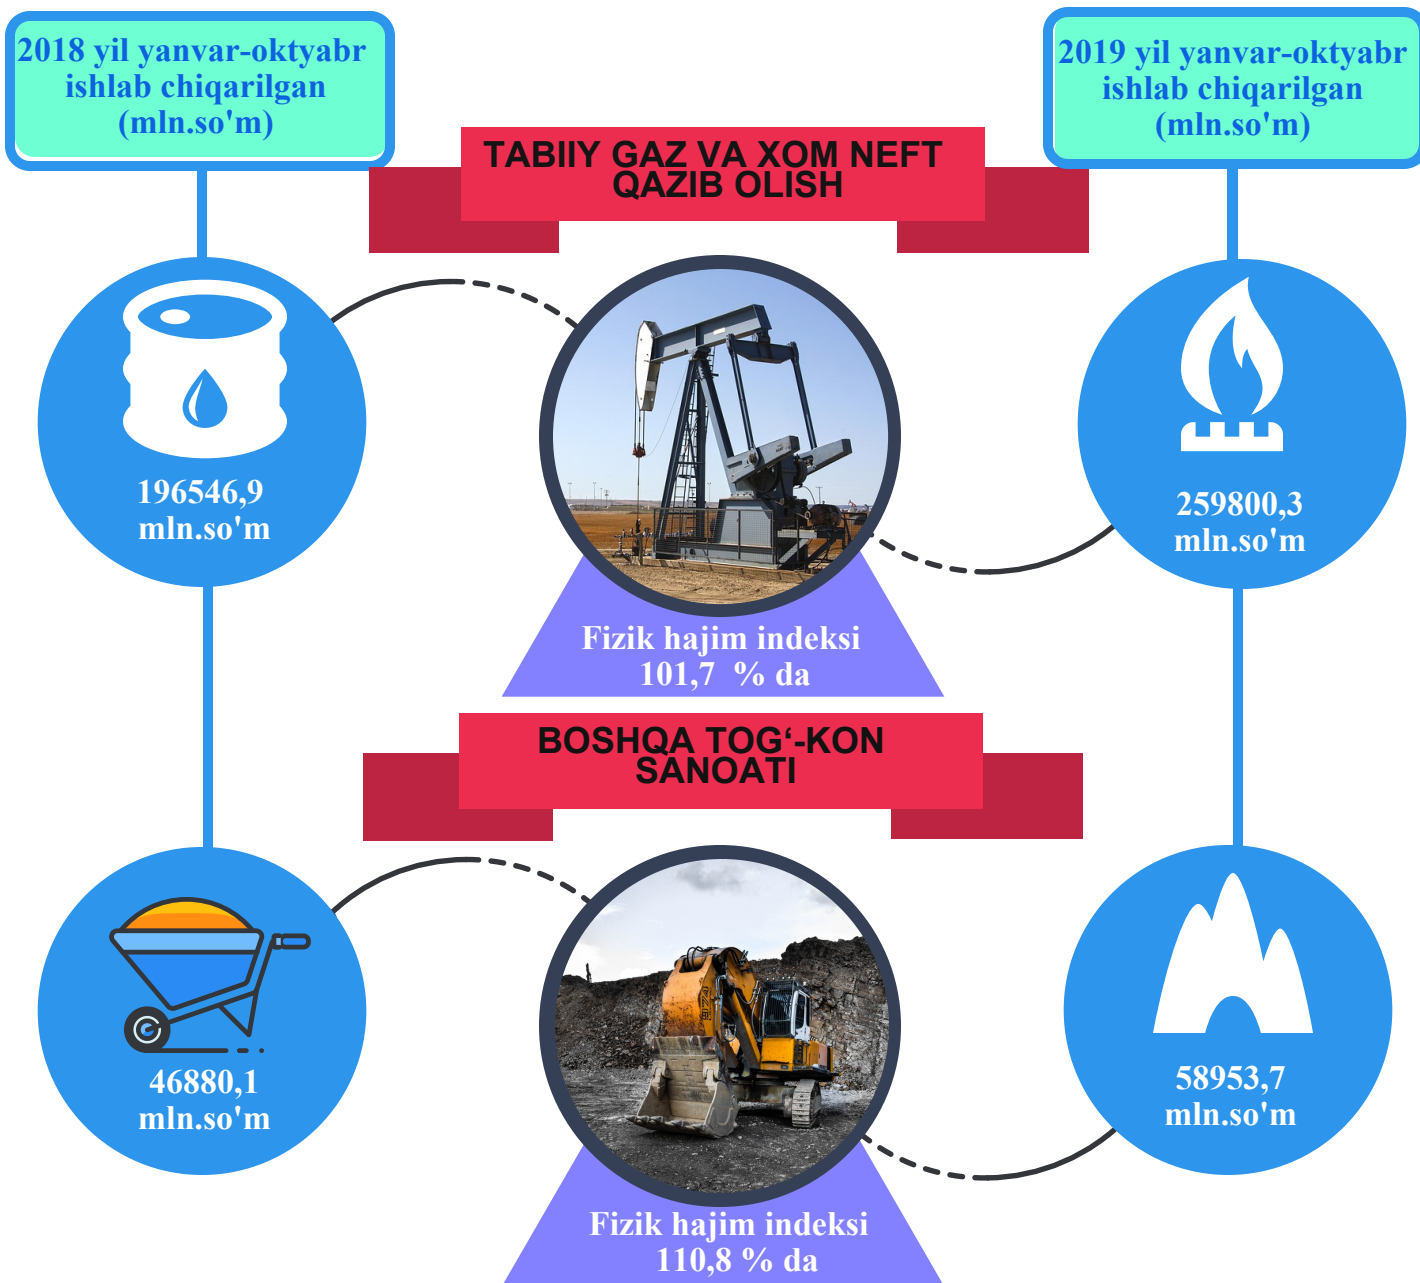 2018 yil yanvar-oktyabr
ishlab chiqarilgan
(mln.so'm)
2019 yil yanvar-oktyabr
ishlab chiqarilgan
(mln.so'm)
TABIIY GAZ VA XOM NEFT
QAZIB OLISH
196546,9
mln.so'm
259800,3
mln.so'm
Fizik hajim indeksi
101,7 % da
BOSHQA TOG‘-KON
SANOATI
46880,1
mln.so'm
58953,7
mln.so'm
Fizik hajim indeksi
110,8 % da